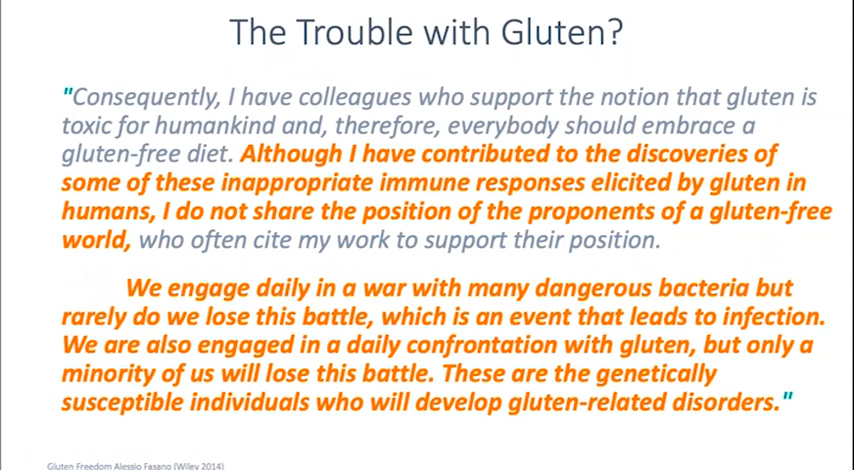 The Trouble with Gluten?
"Consequently, I have colleagues who support the notion that gluten is
toxic for humankind and, therefore, everybody should embrace a
gluten-free diet. Although I have contributed to the discoveries of
some of these inappropriate immune responses elicited by gluten in
humans, I do not share the position of the proponents of a gluten-free
world, who often cite my work to support their position.
We engage daily in a war with many dangerous bacteria but
rarely do we lose this battle, which is an event that leads to infection.
We are also engaged in a daily confrontation with gluten, but only a
minority of us will lose this battle. These are the genetically
susceptible individuals who will develop gluten-related disorders."
Gluten Freedom Alessio Fasano (Wiley 2014)